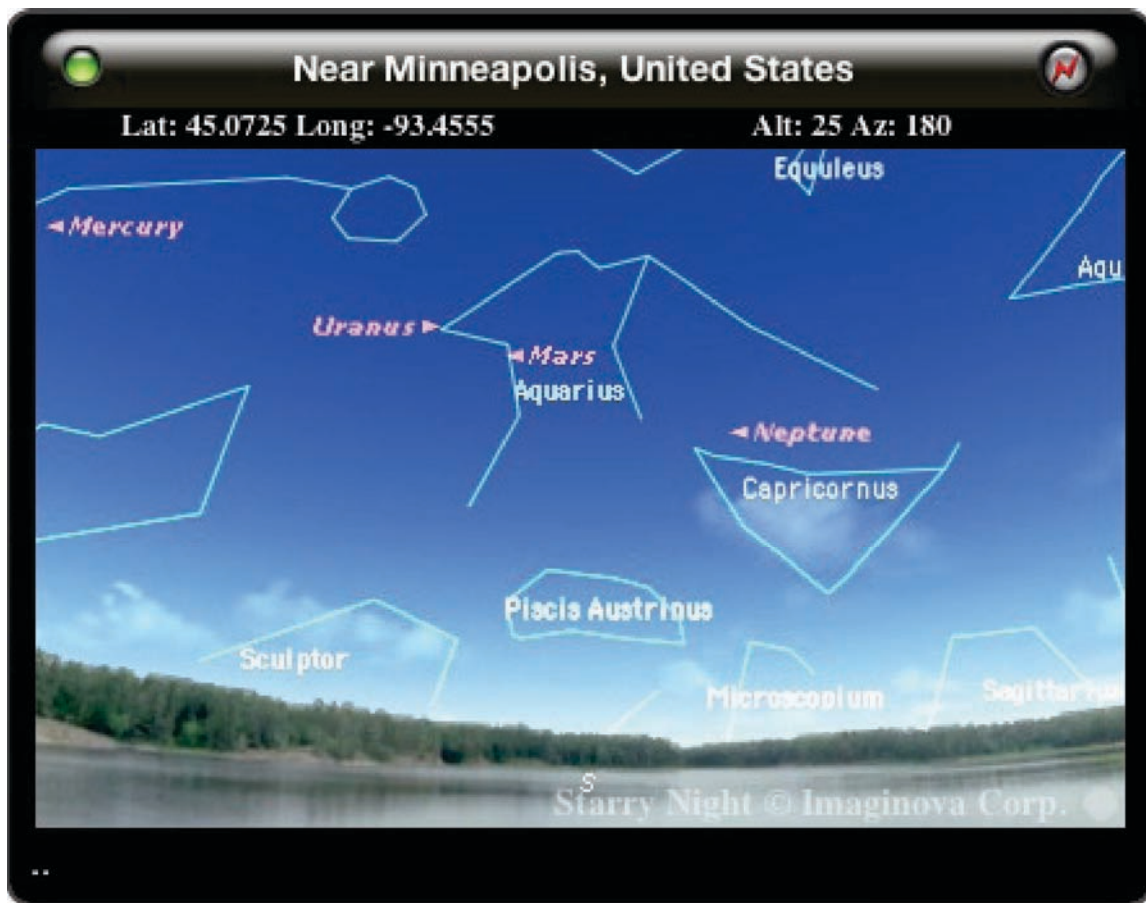 Near Minneapolis, United States
Lat: 45.0725 Long: -93.4555 Alt: 25 Az: 180
Equuleus
Mercury
Aqu
Uranus
Mars
Aquarius
Neptune
Capricornus
Piscis Austrinus
Sculptor
Microscopium
Sagittarius
S
Starry Night © Imaginova Corp.
..